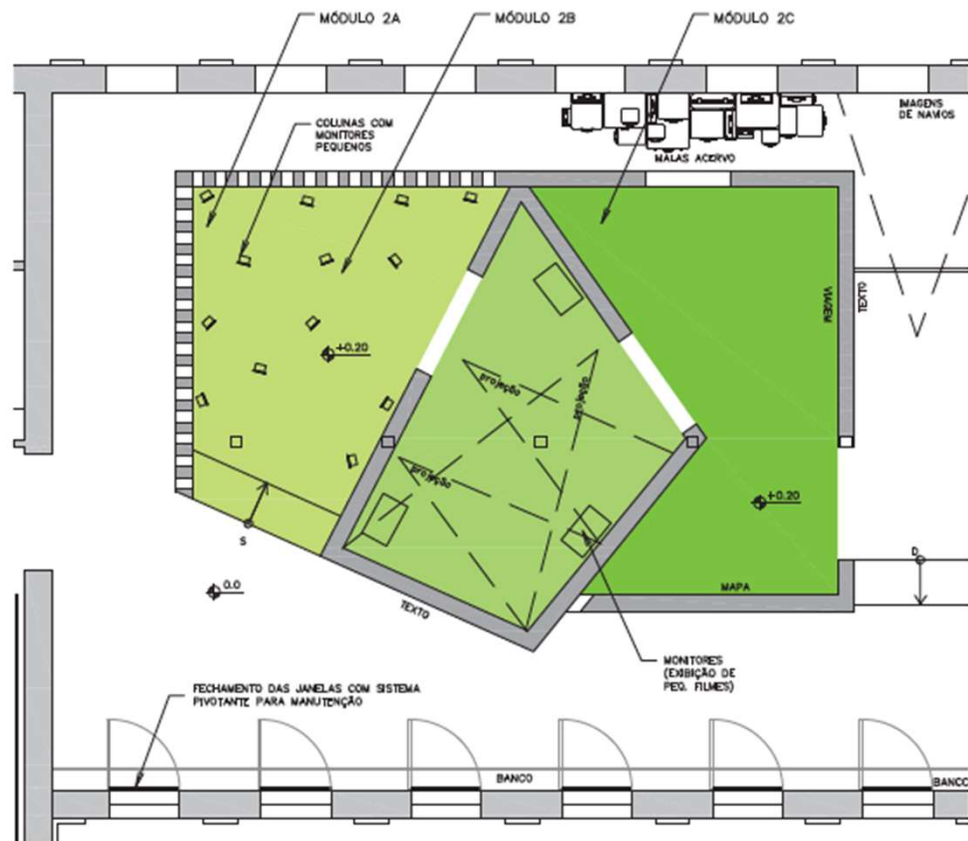 MÓDULO 2A
MÓDULO 2B
MÓDULO 2C
COLUNAS COM
MONITORES
PEQUENOS
MALAS ACERVO
IMAGENS
DE NAVIOS
VIAGEM
TEXTO
+0.20
projeção
projeção
projeção
+0.20
S
0.0
TEXTO
MAPA
D
MONITORES
(EXIBIÇÃO DE
PEQ. FILMES)
FECHAMENTO DAS JANELAS COM SISTEMA
PIVOTANTE PARA MANUTENÇÃO
BANCO
BANCO